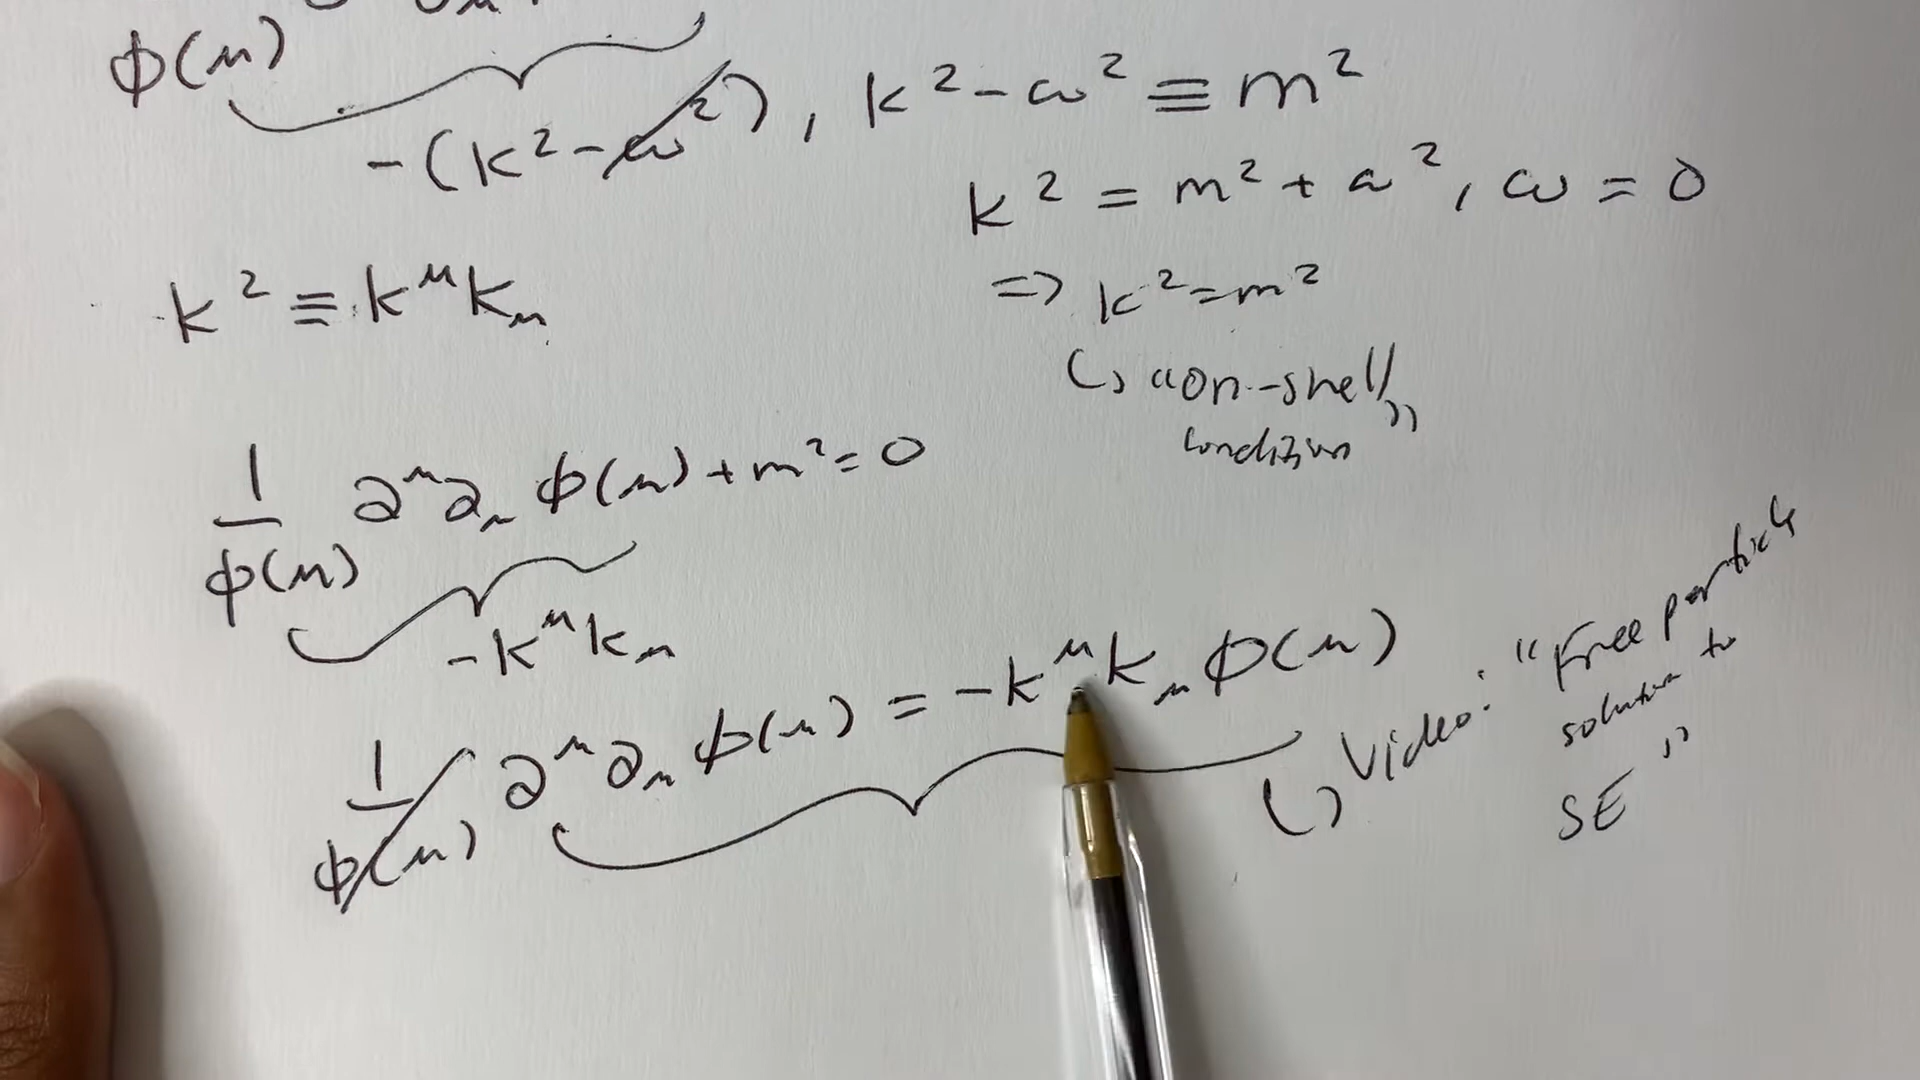 ϕ(μ)
-(k²-ω²), k²-ω² ≡ m²
k² = m² + ω², ω = 0
k² ≡ k^μ k_μ
=> k² = m²
↳ "on-shell
condition"
1/ϕ(μ) ∂^μ ∂_μ ϕ(μ) + m² = 0
-k^μ k_μ
1/ϕ(μ) ∂^μ ∂_μ ϕ(μ) = -k^μ k_μ ϕ(μ)
↳ Video: "Free particle
solution to
SE"